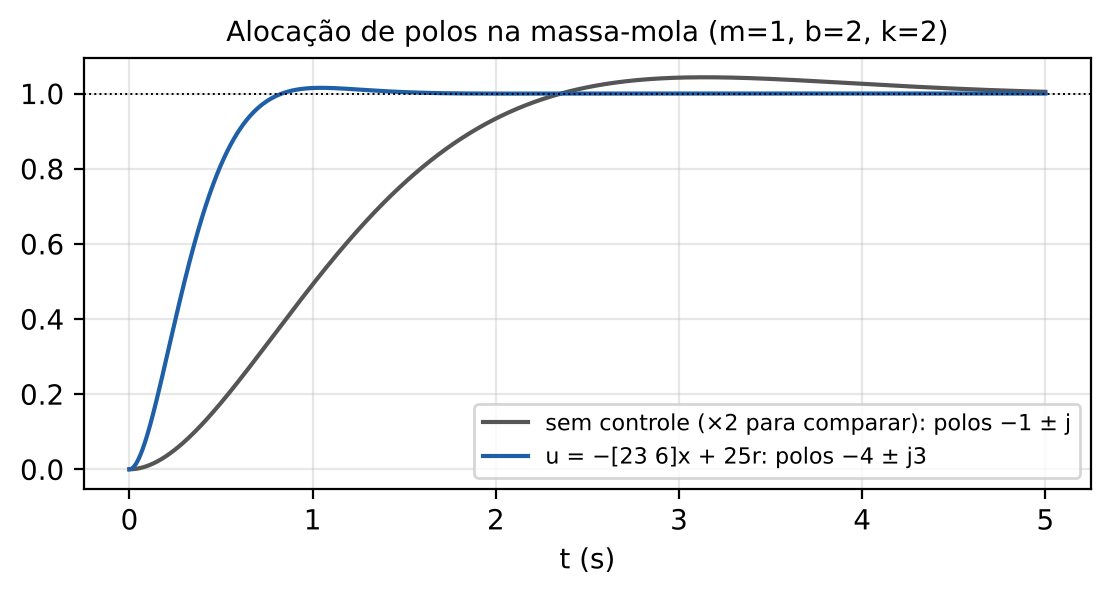 Alocação de polos na massa-mola (m=1, b=2, k=2)
1.0
0.8
0.6
0.4
0.2
0.0
sem controle (×2 para comparar): polos −1 ± j
u = −[23 6]x + 25r: polos −4 ± j3
0 1 2 3 4 5
t (s)